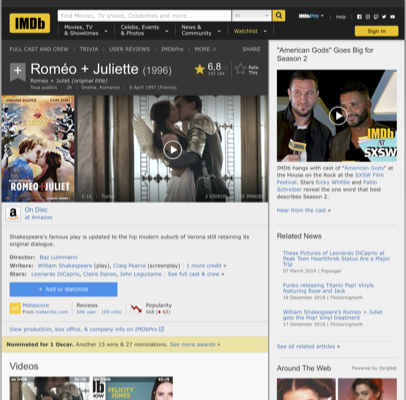 IMDb
Find Movies, TV shows, Celebrities and more...
All
IMDbPro
Help
Movies, TV & Showtimes
Celebs, Events & Photos
News & Community
Watchlist
Sign in
FULL CAST AND CREW | TRIVIA | USER REVIEWS | IMDbPro | MORE
SHARE
Roméo + Juliette (1996)
6,8
Rate This
Romeo + Juliet (original title)
Tous publics | 2h | Drama, Romance | 9 April 1997 (France)
ROMEO + JULIET
2:16 | Trailer
2 VIDEOS
IMAGES
On Disc
at Amazon
Shakespeare's famous play is updated to the hip modern suburb of Verona still retaining its
original dialogue.
Director: Baz Luhrmann
Writers: William Shakespeare (play), Craig Pearce (screenplay) | 1 more credit »
Stars: Leonardo DiCaprio, Claire Danes, John Leguizamo | See full cast & crew »
+ Add to Watchlist
Metascore
From metacritic.com
Reviews
546 user | 100 critic
Popularity
View production, box office, & company info on IMDbPro
Nominated for 1 Oscar. Another 15 wins & 27 nominations. See more awards »
Videos
FELICITY
JONES
"American Gods" Goes Big for
Season 2
IMDb
at
SXSW
IMDb hangs with cast of "American Gods" at
the House on the Rock at the SXSW Film
Festival. Stars Ricky Whittle and Pablo
Schreiber reveal the one word that best
describes Season 2.
Hear from the cast »
Related News
These Pictures of Leonardo DiCaprio at
Peak Teen Heartthrob Status Are a Major
Trip
07 March 2019 | Popsugar
Funko releasing Titanic Pop! Vinyl
featuring Rose and Jack
18 December 2018 | Flickeringmyth
William Shakespeare's Romeo + Juliet
gets the Pop! Vinyl treatment
17 December 2018 | Flickeringmyth
See all related articles »
Around The Web
Powered by ZergNet